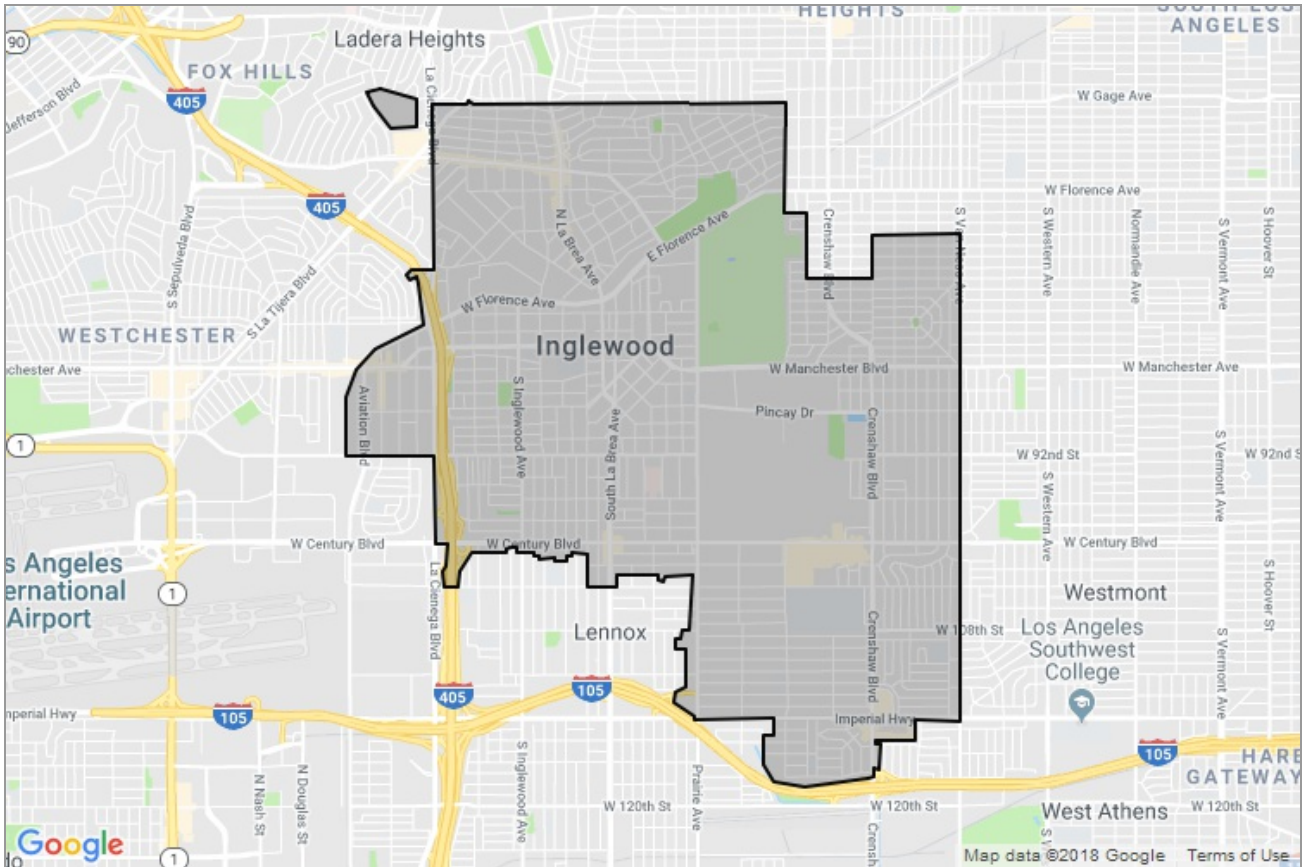 HEIGHTS
SOUTH LOS
ANGELES
90
Ladera Heights
FOX HILLS
405
Jefferson Blvd
La Cienega Blvd
W Gage Ave
405
W Florence Ave
S Sepulveda Blvd
N La Brea Ave
E Florence Ave
Crenshaw Blvd
S Van Ness Ave
S Western Ave
Normandie Ave
S Vermont Ave
S Hoover St
S La Tijera Blvd
W Florence Ave
WESTCHESTER
Inglewood
chester Ave
W Manchester Blvd
W Manchester Ave
Aviation Blvd
S Inglewood Ave
South La Brea Ave
Pincay Dr
Crenshaw Blvd
1
W 92nd St
W 92nd S
S Western Ave
S Vermont Ave
W Century Blvd
W Century Blvd
W Century Blvd
s Angeles
ernational
Airport
1
La Cienega Blvd
Lennox
Westmont
S Hoover St
Crenshaw Blvd
W 108th St
Los Angeles
Southwest
College
S Vermont Ave
405
105
mperial Hwy
105
Imperial Hwy
105
HARB
GATEWAY
N Nash St
N Douglas St
S Inglewood Ave
Prairie Ave
W 120th St
W 120th St
West Athens
W 120th St
Google
1
Map data ©2018 Google
Terms of Use